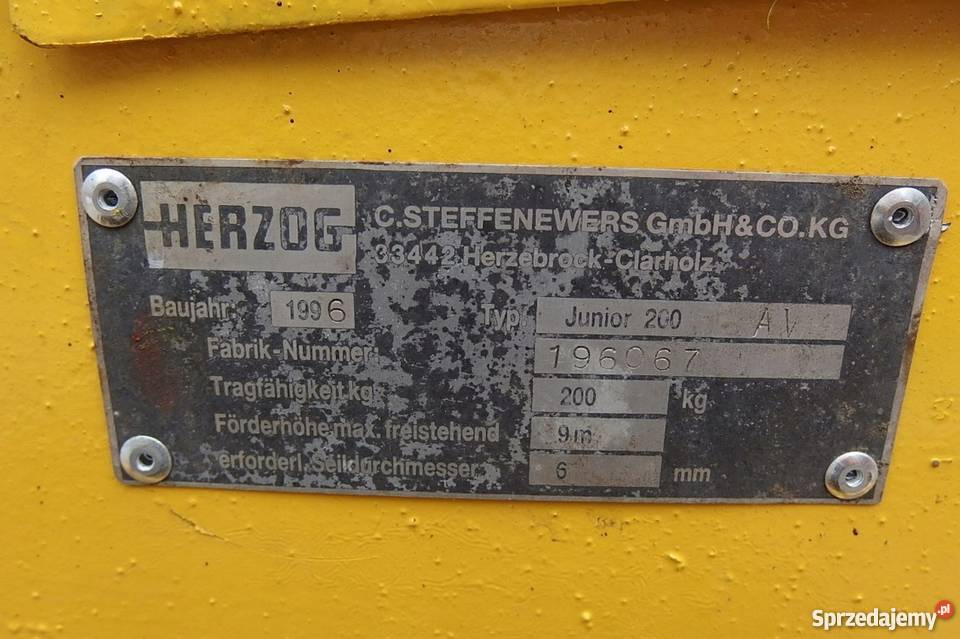 HERZOG
C. STEFFENEWERS GmbH & CO. KG
33442 Herzebrock-Clarholz
Baujahr: 1996 Typ: Junior 200 AV
Fabrik-Nummer: 196067
Tragfähigkeit kg: 200 kg
Förderhöhe max. freistehend 9m
erforderl. Seildurchmesser: 6 mm
Sprzedajemy.pl